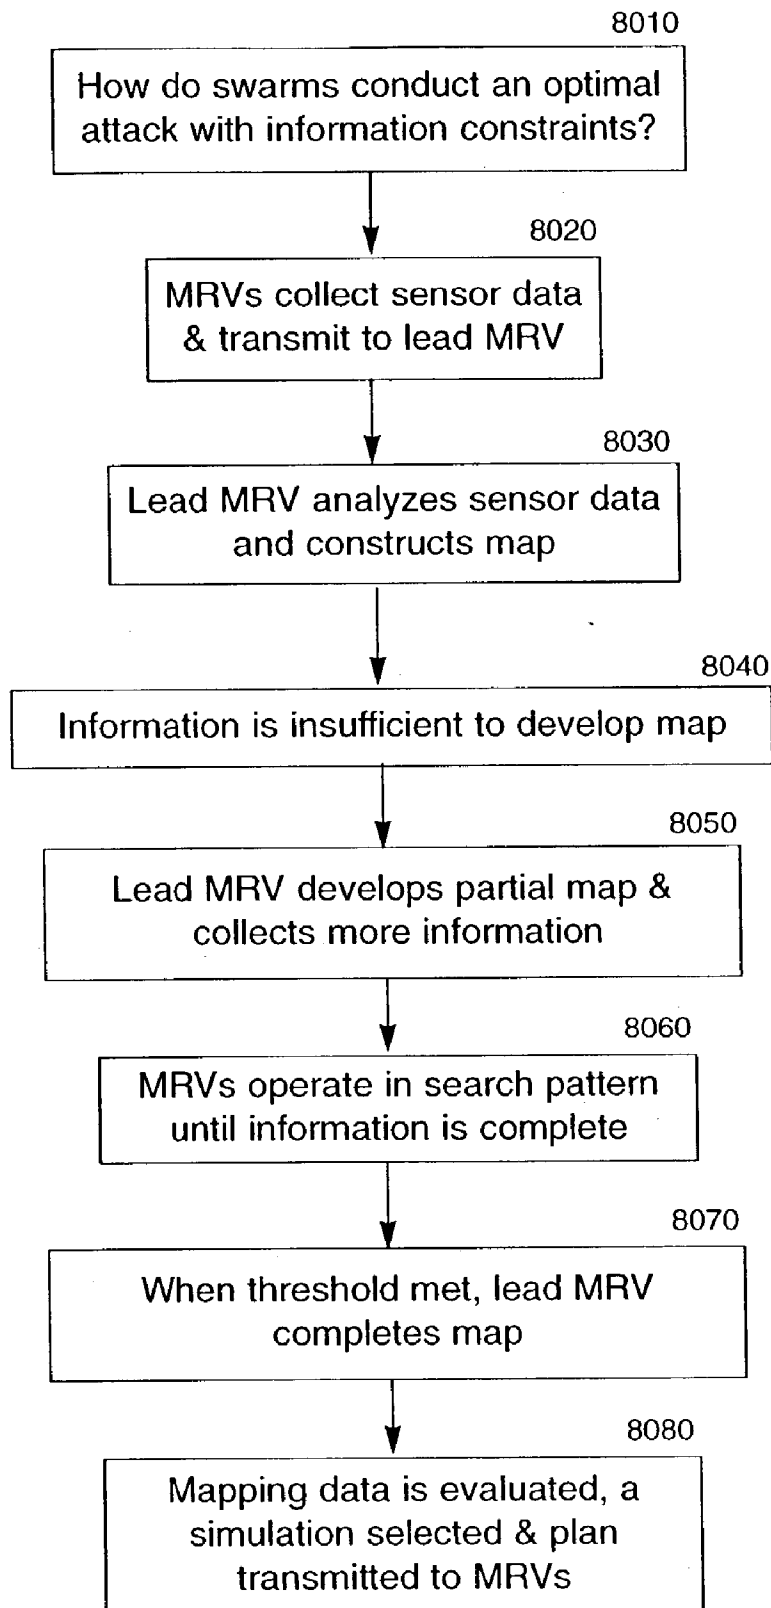 8010
How do swarms conduct an optimal
attack with information constraints?
8020
MRVs collect sensor data
& transmit to lead MRV
8030
Lead MRV analyzes sensor data
and constructs map
8040
Information is insufficient to develop map
8050
Lead MRV develops partial map &
collects more information
8060
MRVs operate in search pattern
until information is complete
8070
When threshold met, lead MRV
completes map
8080
Mapping data is evaluated, a
simulation selected & plan
transmitted to MRVs